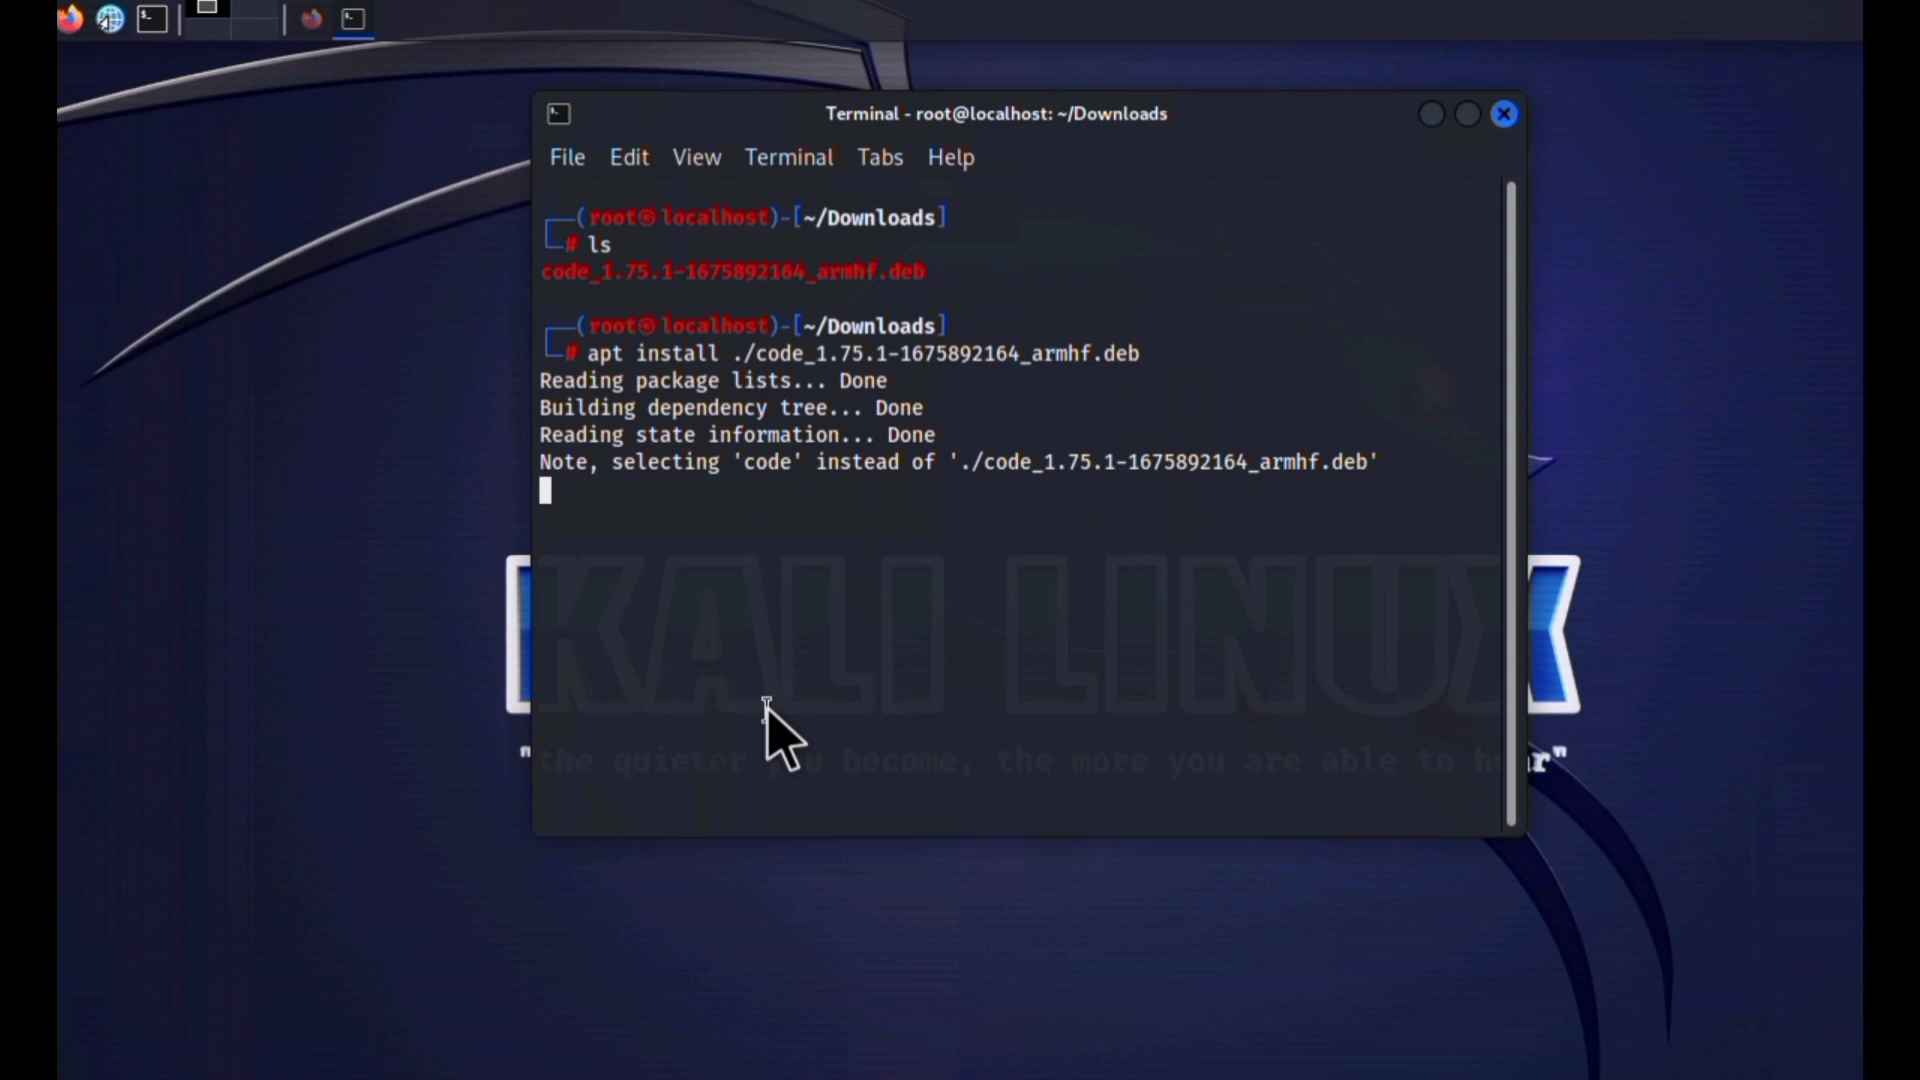 Terminal - root@localhost: ~/Downloads
File Edit View Terminal Tabs Help
┌──(root㉿localhost)-[~/Downloads]
└─# ls
code_1.75.1-1675892164_armhf.deb
┌──(root㉿localhost)-[~/Downloads]
└─# apt install ./code_1.75.1-1675892164_armhf.deb
Reading package lists... Done
Building dependency tree... Done
Reading state information... Done
Note, selecting 'code' instead of './code_1.75.1-1675892164_armhf.deb'
KALI LINUX
"the quieter you become, the more you are able to hear"